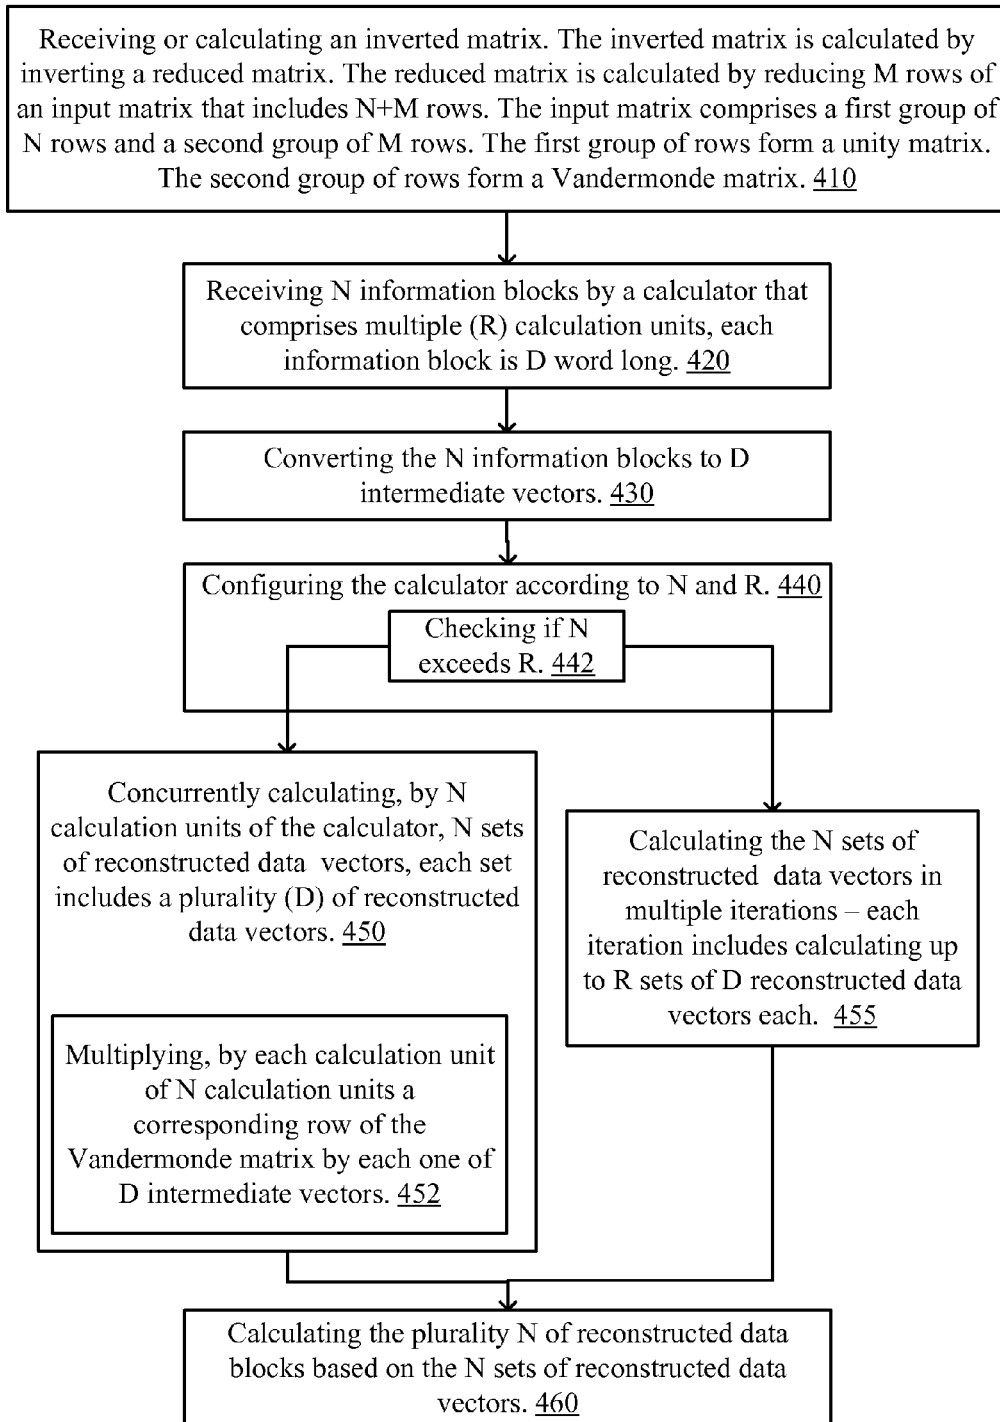 Receiving or calculating an inverted matrix. The inverted matrix is calculated by
inverting a reduced matrix. The reduced matrix is calculated by reducing M rows of
an input matrix that includes N+M rows. The input matrix comprises a first group of
N rows and a second group of M rows. The first group of rows form a unity matrix.
The second group of rows form a Vandermonde matrix. 410
Receiving N information blocks by a calculator that
comprises multiple (R) calculation units, each
information block is D word long. 420
Converting the N information blocks to D
intermediate vectors. 430
Configuring the calculator according to N and R. 440
Checking if N
exceeds R. 442
Concurrently calculating, by N
calculation units of the calculator, N sets
of reconstructed data vectors, each set
includes a plurality (D) of reconstructed
data vectors. 450
Multiplying, by each calculation unit
of N calculation units a
corresponding row of the
Vandermonde matrix by each one of
D intermediate vectors. 452
Calculating the N sets of
reconstructed data vectors in
multiple iterations – each
iteration includes calculating up
to R sets of D reconstructed data
vectors each. 455
Calculating the plurality N of reconstructed data
blocks based on the N sets of reconstructed data
vectors. 460